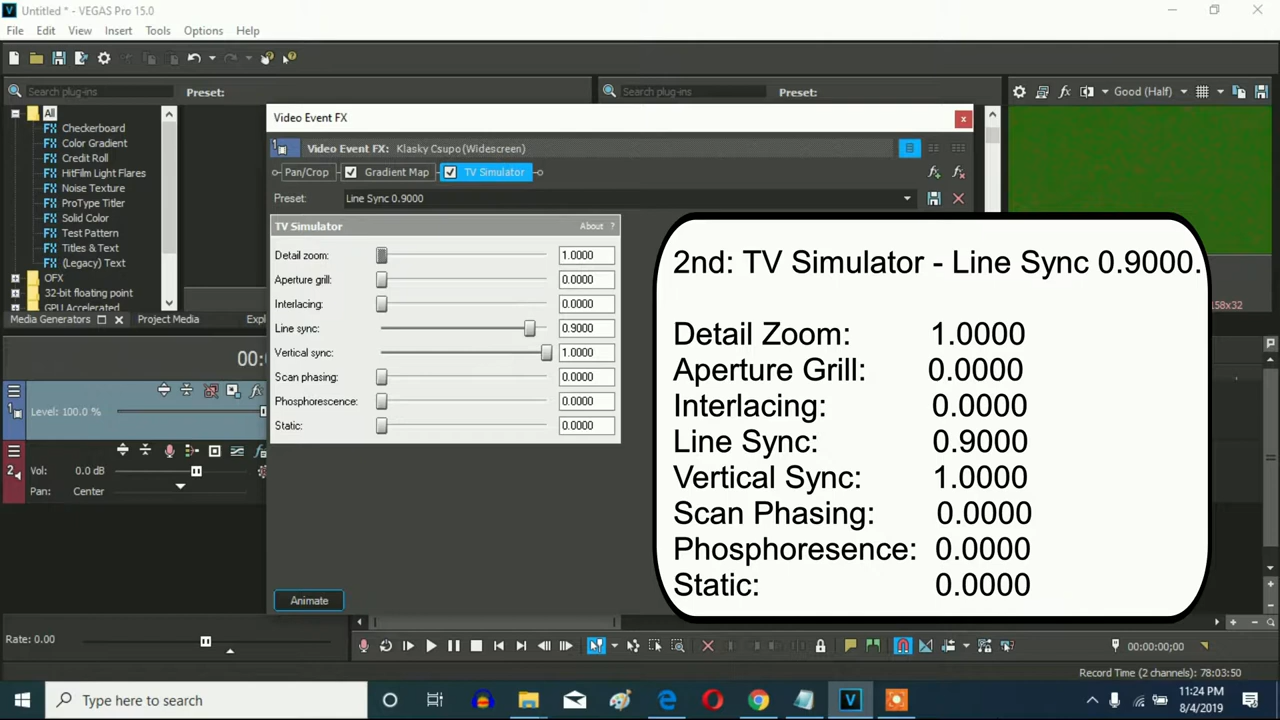 Untitled * - VEGAS Pro 15.0
File Edit View Insert Tools Options Help
Search plug-ins Preset: Search plug-ins Preset: Good (Half)
All
Checkerboard
Color Gradient
Credit Roll
HitFilm Light Flares
Noise Texture
ProType Titler
Solid Color
Test Pattern
Titles & Text
(Legacy) Text
OFX
32-bit floating point
GPU Accelerated
Media Generators Project Media
Video Event FX
Video Event FX: Klasky Csupo (Widescreen)
Pan/Crop Gradient Map TV Simulator
Preset: Line Sync 0.9000
TV Simulator About ?
Detail zoom: 1.0000
Aperture grill: 0.0000
Interlacing: 0.0000
Line sync: 0.9000
Vertical sync: 1.0000
Scan phasing: 0.0000
Phosphorescence: 0.0000
Static: 0.0000
Animate
2nd: TV Simulator - Line Sync 0.9000.
Detail Zoom: 1.0000
Aperture Grill: 0.0000
Interlacing: 0.0000
Line Sync: 0.9000
Vertical Sync: 1.0000
Scan Phasing: 0.0000
Phosphoresence: 0.0000
Static: 0.0000
1
Level: 100.0 %
2
Vol: 0.0 dB
Pan: Center
Rate: 0.00
00:00:00;00
Record Time (2 channels): 78:03:50
Type here to search
11:24 PM
8/4/2019